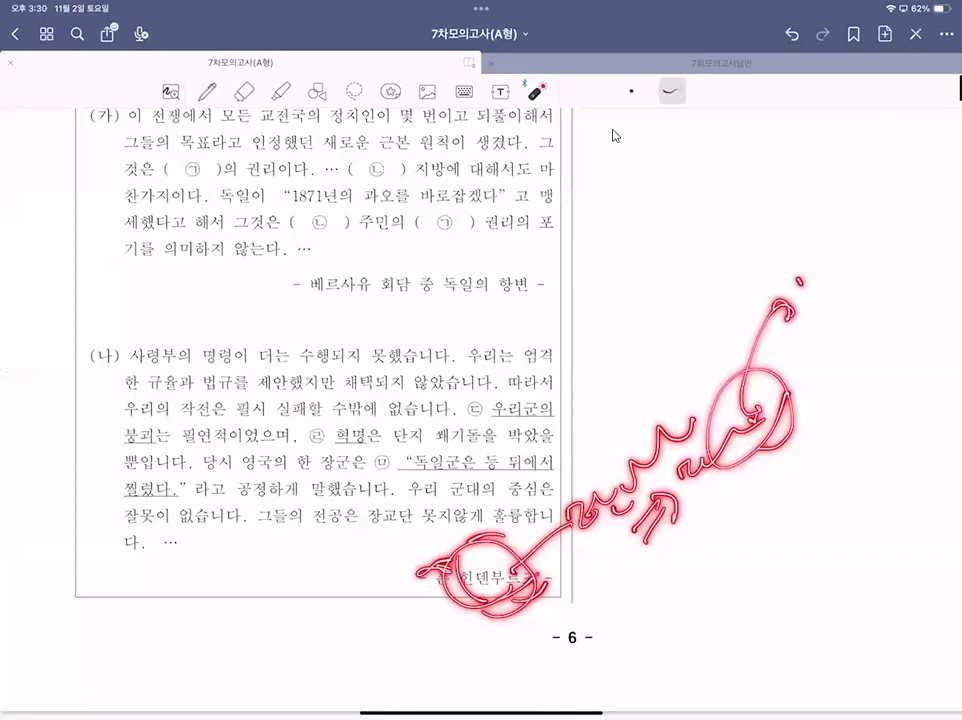 오후 3:30 11월 2일 토요일
62%
7차모의고사(A형)
7차모의고사(A형)
7회모의고사답안
(가) 이 전쟁에서 모든 교전국의 정치인이 몇 번이고 되풀이해서
그들의 목표라고 인정했던 새로운 근본 원칙이 생겼다. 그
것은 ( ㉠ )의 권리이다. … ( ㉡ ) 지방에 대해서도 마
찬가지이다. 독일이 “1871년의 과오를 바로잡겠다” 고 맹
세했다고 해서 그것은 ( ㉡ ) 주민의 ( ㉠ ) 권리의 포
기를 의미하지 않는다. …
- 베르사유 회담 중 독일의 항변 -
(나) 사령부의 명령이 더는 수행되지 못했습니다. 우리는 엄격
한 규율과 법규를 제안했지만 채택되지 않았습니다. 따라서
우리의 작전은 필시 실패할 수밖에 없습니다. ㉢ 우리군의
붕괴는 필연적이었으며, ㉣ 혁명은 단지 쐐기돌을 박았을
뿐입니다. 당시 영국의 한 장군은 ㉤ “독일군은 등 뒤에서
찔렸다.” 라고 공정하게 말했습니다. 우리 군대의 중심은
잘못이 없습니다. 그들의 전공은 장교단 못지않게 훌륭합니
다. …
힌덴부르크 -
- 6 -